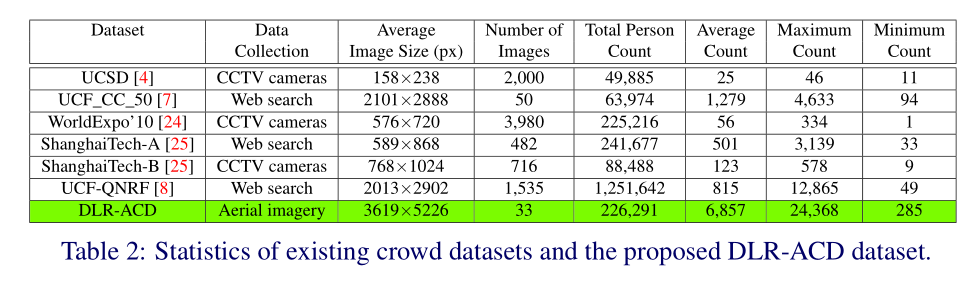 Dataset Data Collection Average Image Size (px) Number of Images Total Person Count Average Count Maximum Count Minimum Count
UCSD [4] CCTV cameras 158×238 2,000 49,885 25 46 11
UCF_CC_50 [7] Web search 2101×2888 50 63,974 1,279 4,633 94
WorldExpo’10 [24] CCTV cameras 576×720 3,980 225,216 56 334 1
ShanghaiTech-A [25] Web search 589×868 482 241,677 501 3,139 33
ShanghaiTech-B [25] CCTV cameras 768×1024 716 88,488 123 578 9
UCF-QNRF [8] Web search 2013×2902 1,535 1,251,642 815 12,865 49
DLR-ACD Aerial imagery 3619×5226 33 226,291 6,857 24,368 285
Table 2: Statistics of existing crowd datasets and the proposed DLR-ACD dataset.